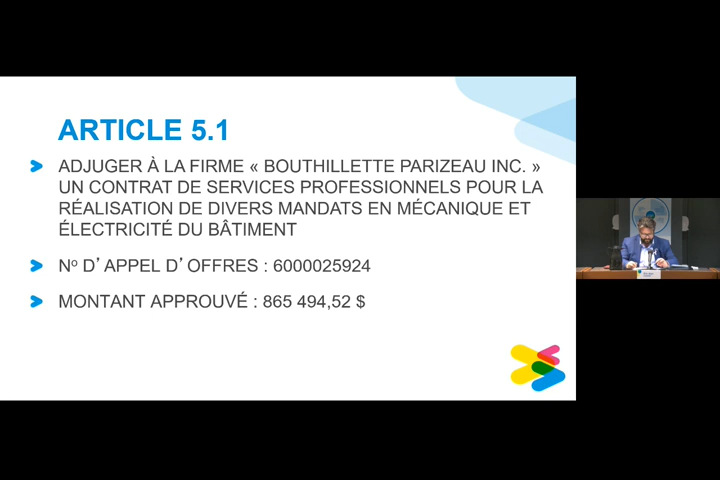 ARTICLE 5.1
ADJUGER À LA FIRME « BOUTHILLETTE PARIZEAU INC. »
UN CONTRAT DE SERVICES PROFESSIONNELS POUR LA
RÉALISATION DE DIVERS MANDATS EN MÉCANIQUE ET
ÉLECTRICITÉ DU BÂTIMENT
Nº D’APPEL D’OFFRES : 6000025924
MONTANT APPROUVÉ : 865 494,52 $